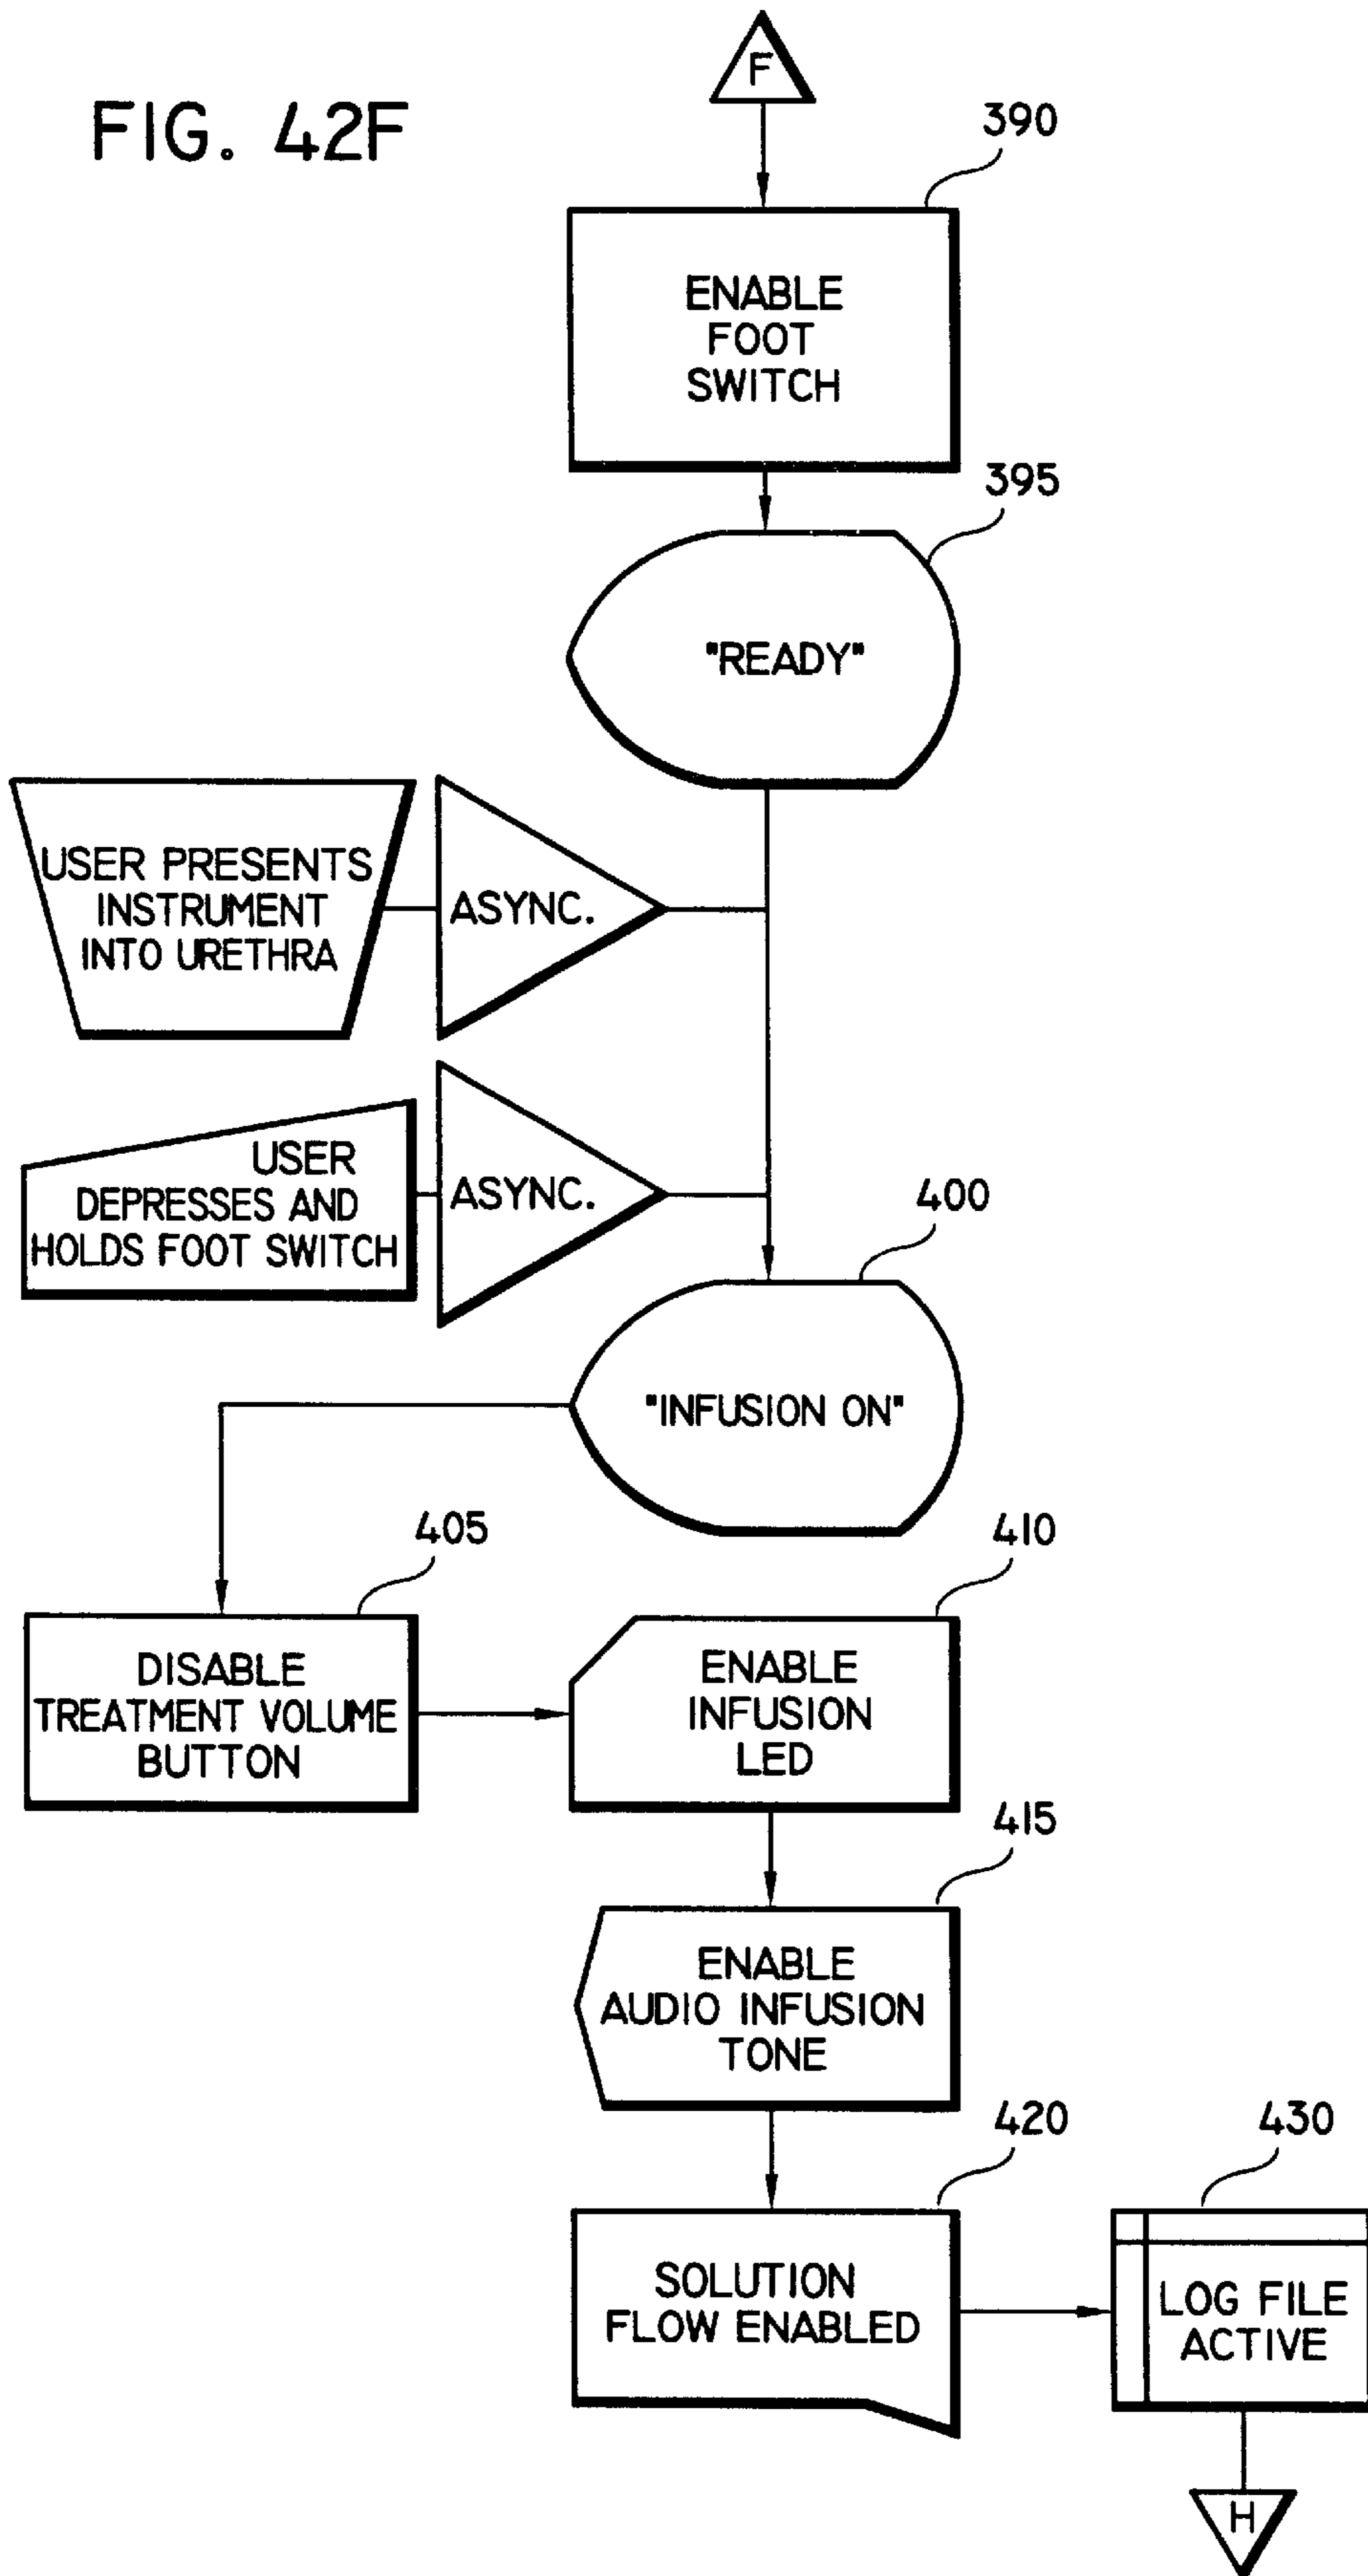 F
FIG. 42F
390
ENABLE
FOOT
SWITCH
395
"READY"
USER PRESENTS
INSTRUMENT
INTO URETHRA
ASYNC.
USER
DEPRESSES AND
HOLDS FOOT SWITCH
ASYNC.
400
"INFUSION ON"
405
DISABLE
TREATMENT VOLUME
BUTTON
410
ENABLE
INFUSION
LED
415
ENABLE
AUDIO INFUSION
TONE
420
SOLUTION
FLOW ENABLED
430
LOG FILE
ACTIVE
H